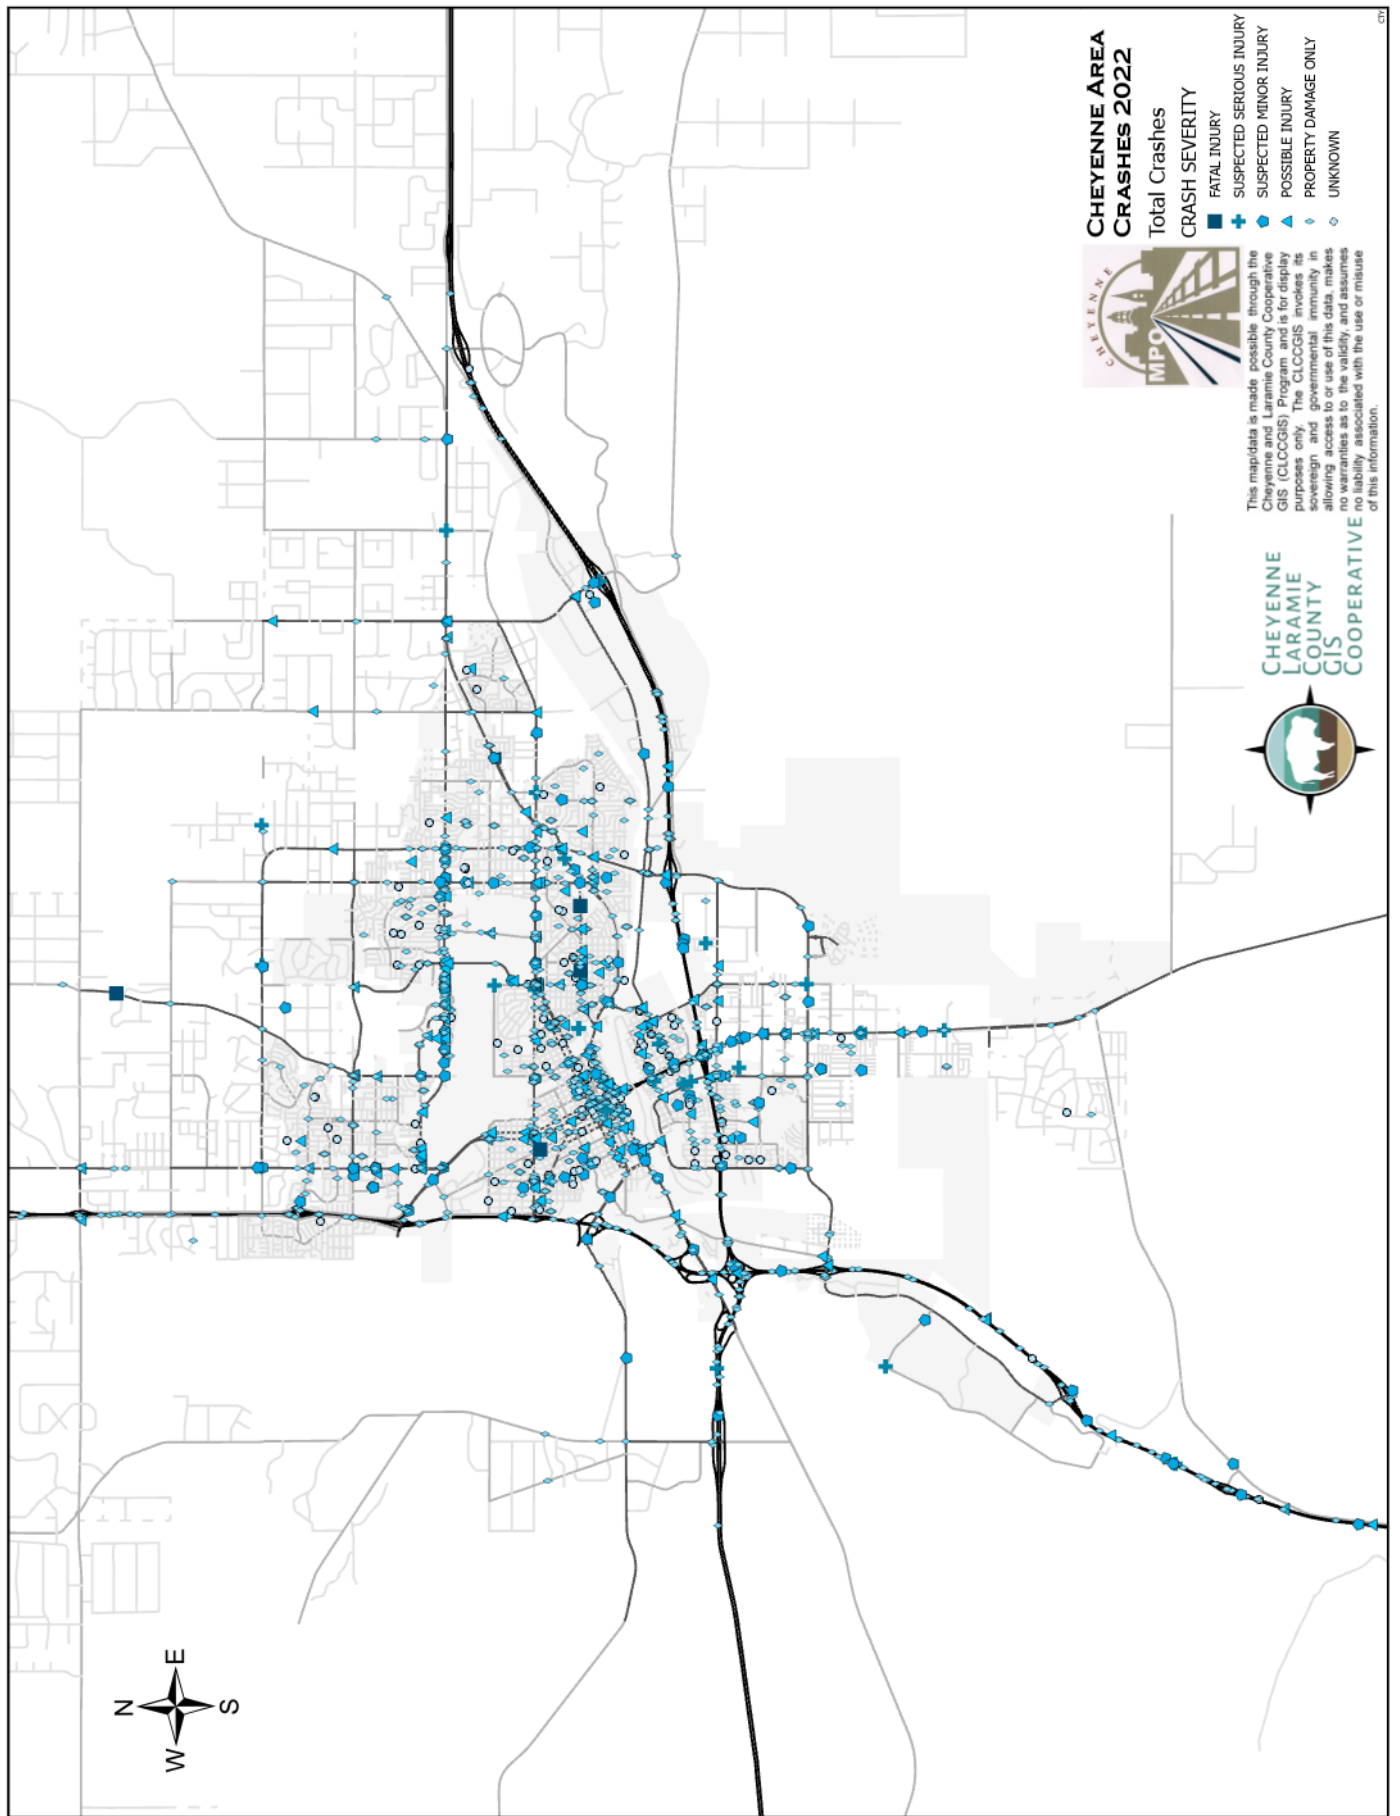 CHEYENNE AREA
CRASHES 2022
Total Crashes
CRASH SEVERITY
FATAL INJURY
SUSPECTED SERIOUS INJURY
SUSPECTED MINOR INJURY
POSSIBLE INJURY
PROPERTY DAMAGE ONLY
UNKNOWN
CHEYENNE
MPO
This map/data is made possible through the
Cheyenne and Laramie County Cooperative
GIS (CLCCGIS) Program and is for display
purposes only. The CLCCGIS invokes its
sovereign and governmental immunity in
allowing access to or use of this data, makes
no warranties as to the validity, and assumes
no liability associated with the use or misuse
of this information.
CHEYENNE
LARAMIE
COUNTY
GIS
COOPERATIVE
N
W
E
S
CTY